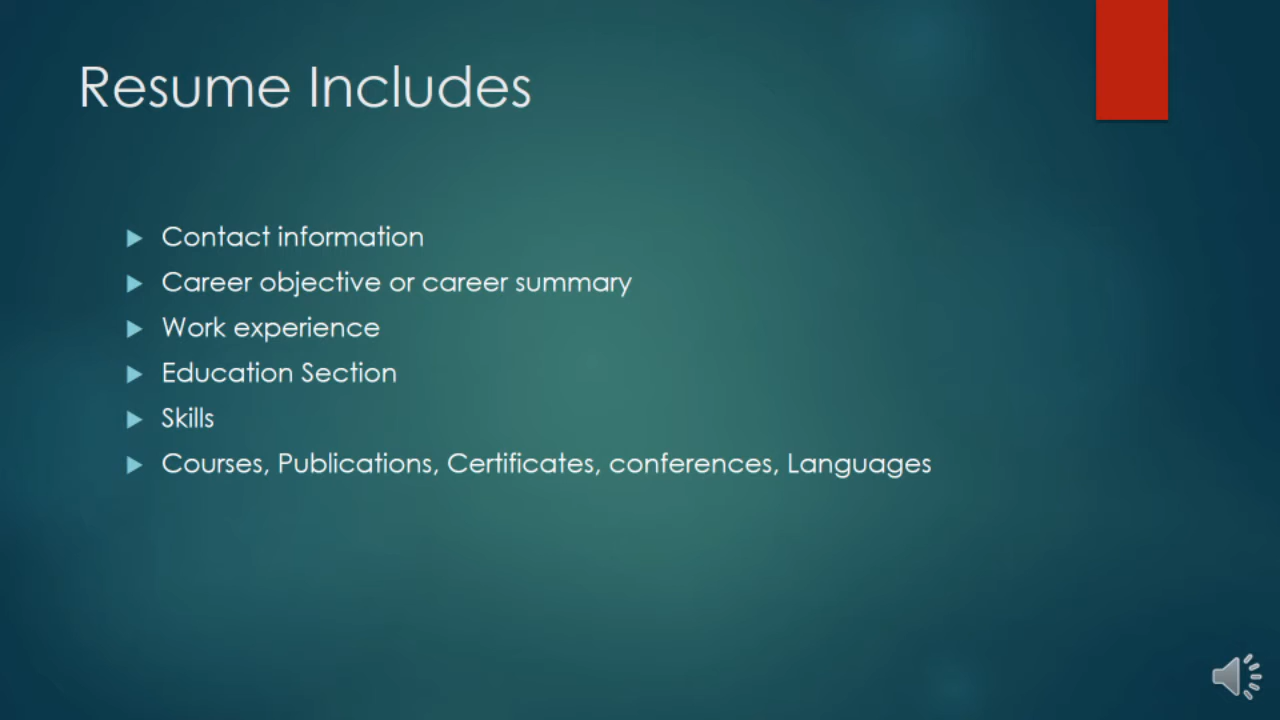 Resume Includes
Contact information
Career objective or career summary
Work experience
Education Section
Skills
Courses, Publications, Certificates, conferences, Languages